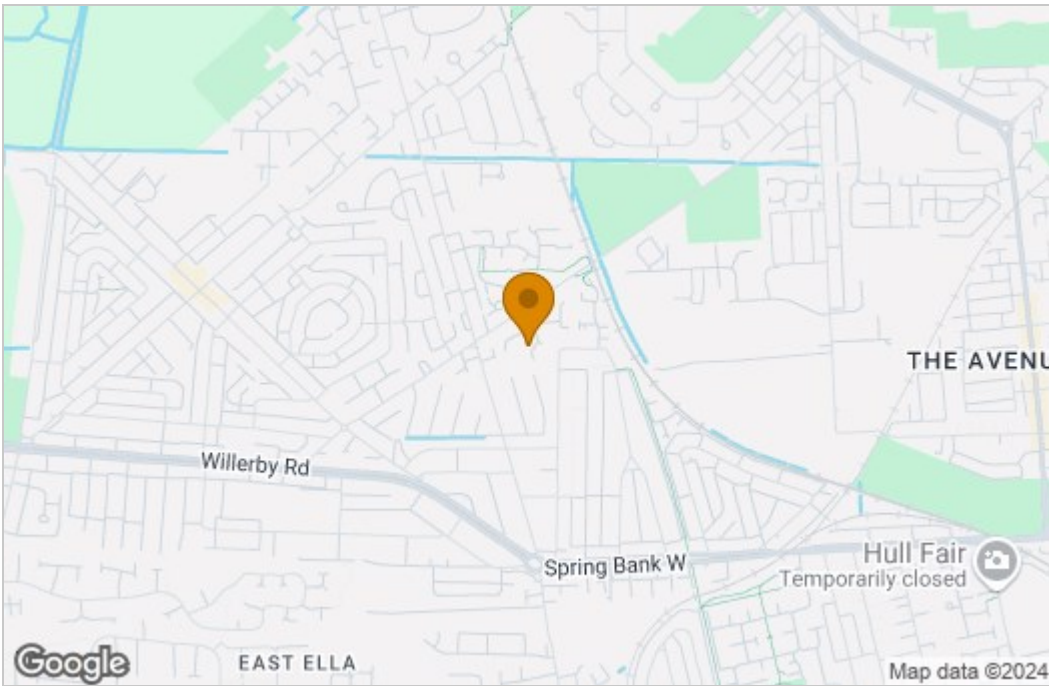 THE AVENU
Willerby Rd
Spring Bank W
Hull Fair
Temporarily closed
EAST ELLA
Google
Map data ©2024